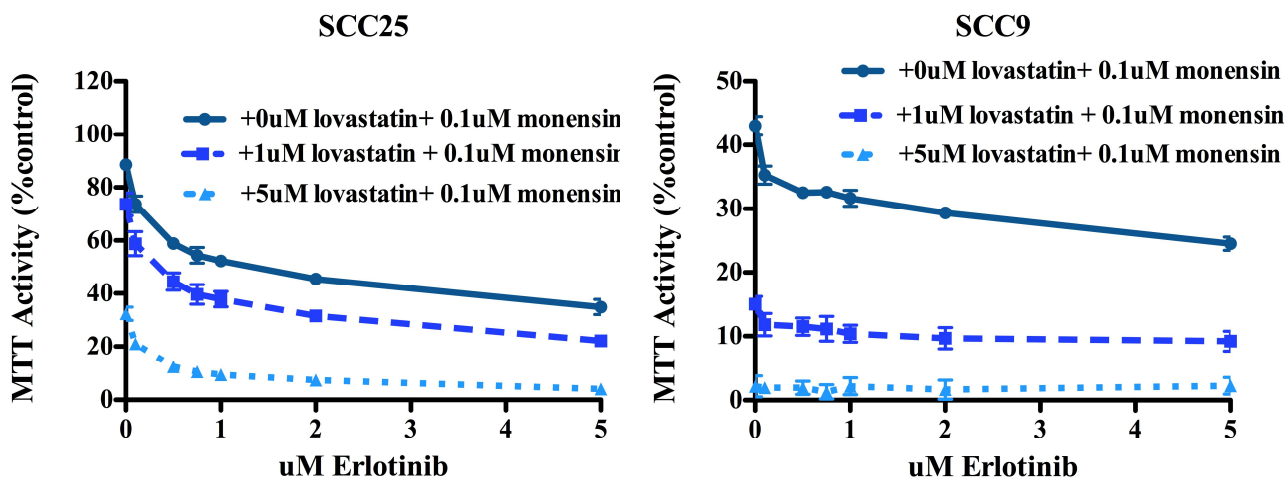 SCC25
MTT Activity (%control)
120
100
80
60
40
20
0
+0uM lovastatin+ 0.1uM monensin
+1uM lovastatin + 0.1uM monensin
+5uM lovastatin+ 0.1uM monensin
0 1 2 3 4 5
uM Erlotinib
SCC9
MTT Activity (%control)
50
40
30
20
10
0
+0uM lovastatin+ 0.1uM monensin
+1uM lovastatin + 0.1uM monensin
+5uM lovastatin+ 0.1uM monensin
0 1 2 3 4 5
uM Erlotinib